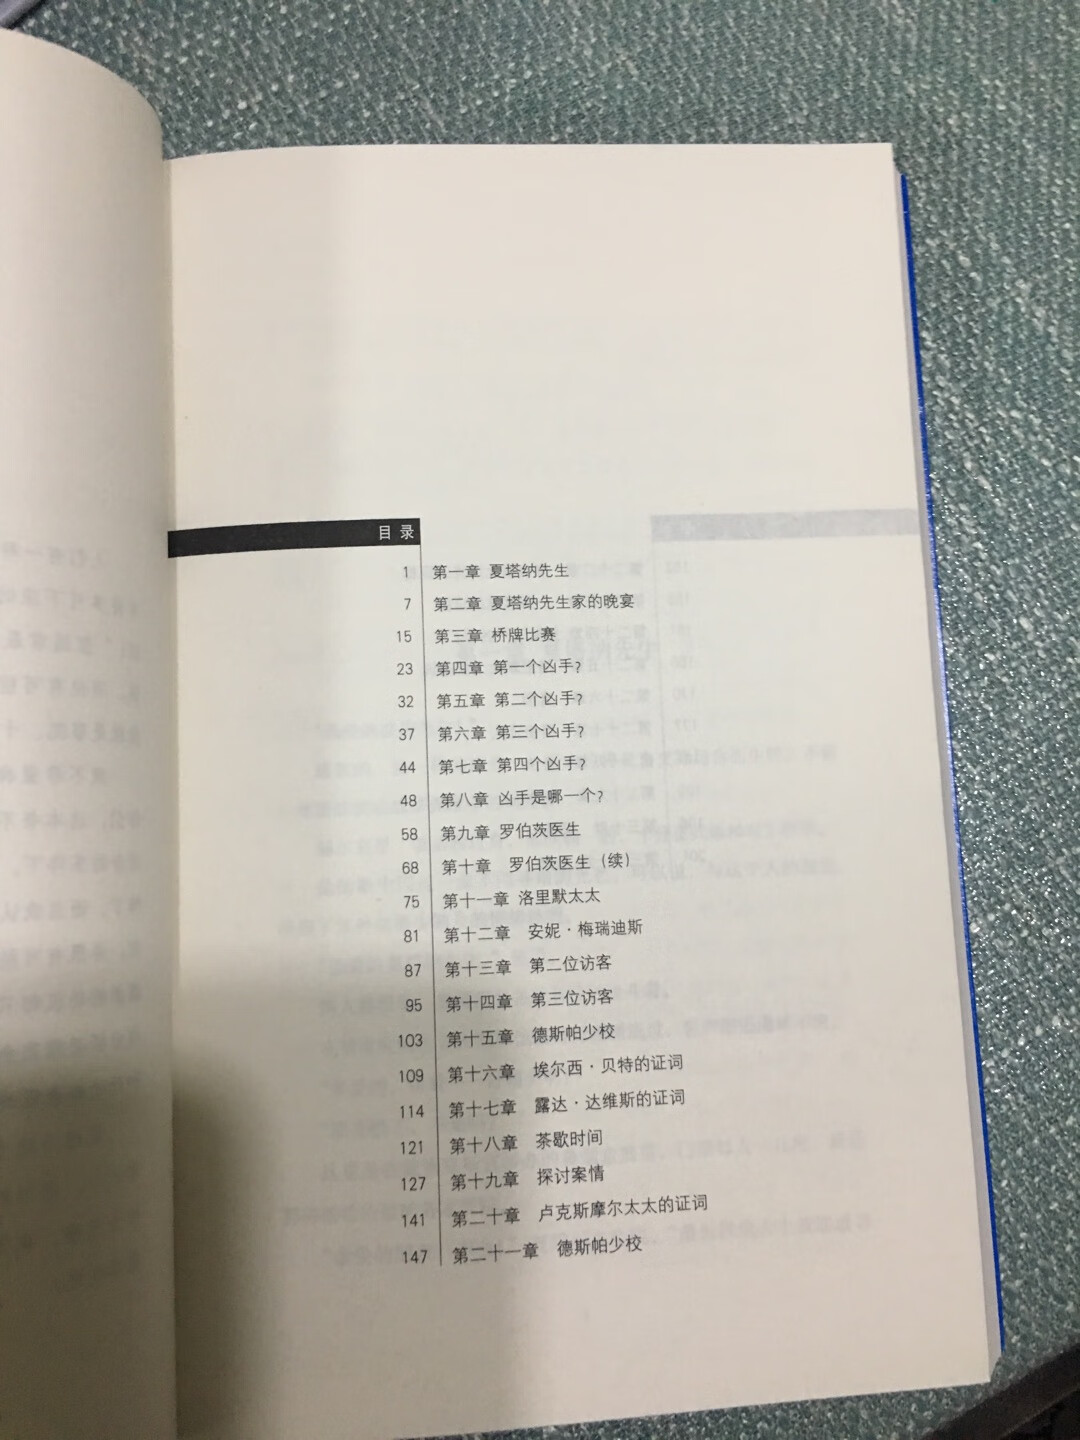 目 录
1 第一章 夏塔纳先生
7 第二章 夏塔纳先生家的晚宴
15 第三章 桥牌比赛
23 第四章 第一个凶手?
32 第五章 第二个凶手?
37 第六章 第三个凶手?
44 第七章 第四个凶手?
48 第八章 凶手是哪一个?
58 第九章 罗伯茨医生
68 第十章 罗伯茨医生(续)
75 第十一章 洛里默太太
81 第十二章 安妮·梅瑞迪斯
87 第十三章 第二位访客
95 第十四章 第三位访客
103 第十五章 德斯帕少校
109 第十六章 埃尔西·贝特的证词
114 第十七章 露达·达维斯的证词
121 第十八章 茶歇时间
127 第十九章 探讨案情
141 第二十章 卢克斯摩尔太太的证词
147 第二十一章 德斯帕少校